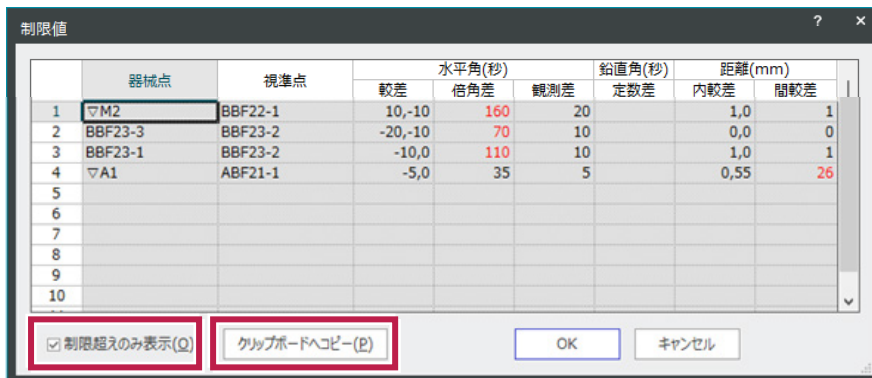 制限値 ? ×
水平角(秒) 鉛直角(秒) 距離(mm)
器械点 視準点 較差 倍角差 観測差 定数差 内較差 間較差
1 ▽M2 BBF22-1 10,-10 160 20 1,0 1
2 BBF23-3 BBF23-2 -20,-10 70 10 0,0 0
3 BBF23-1 BBF23-2 -10,0 110 10 1,0 1
4 ▽A1 ABF21-1 -5,0 35 5 0,55 26
5
6
7
8
9
10
制限超えのみ表示(O) クリップボードへコピー(P) OK キャンセル